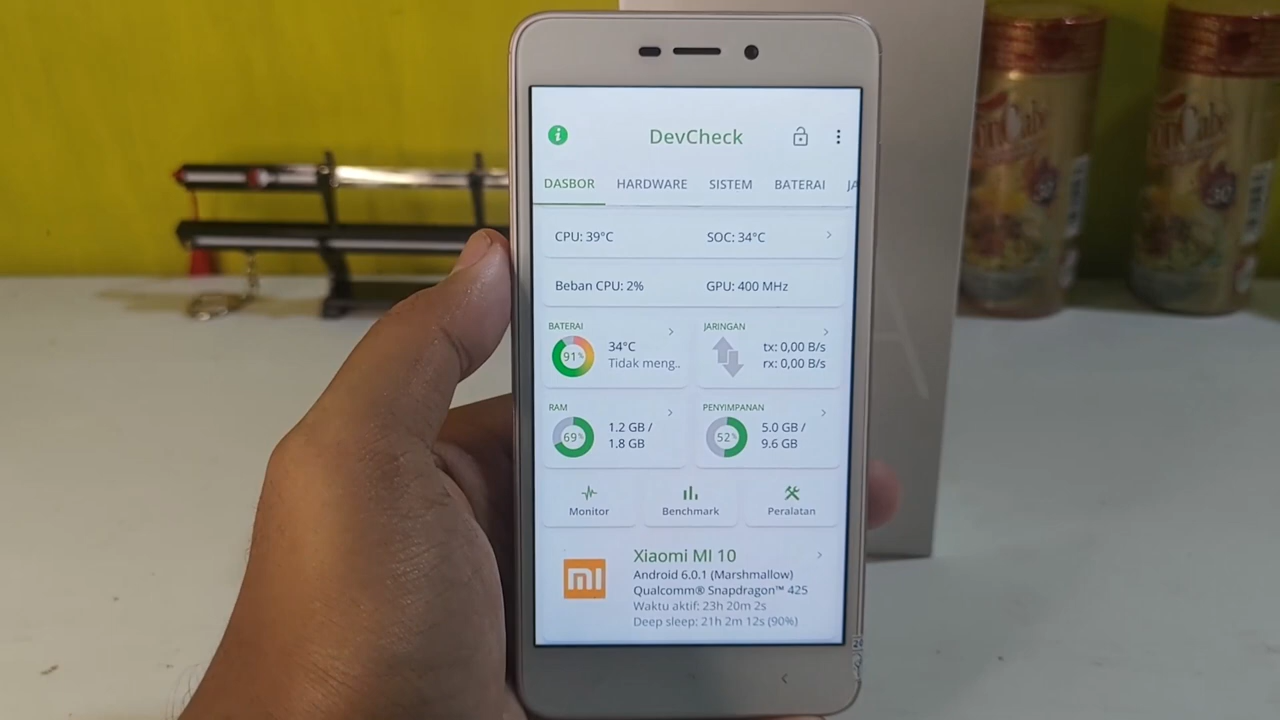 DevCheck
DASBOR HARDWARE SISTEM BATERAI JA
CPU: 39°C SOC: 34°C
Beban CPU: 2% GPU: 400 MHz
BATERAI
91%
34°C
Tidak meng..
JARINGAN
tx: 0,00 B/s
rx: 0,00 B/s
RAM
69%
1.2 GB /
1.8 GB
PENYIMPANAN
52%
5.0 GB /
9.6 GB
Monitor Benchmark Peralatan
MI
Xiaomi MI 10
Android 6.0.1 (Marshmallow)
Qualcomm® Snapdragon™ 425
Waktu aktif: 23h 20m 2s
Deep sleep: 21h 2m 12s (90%)
A